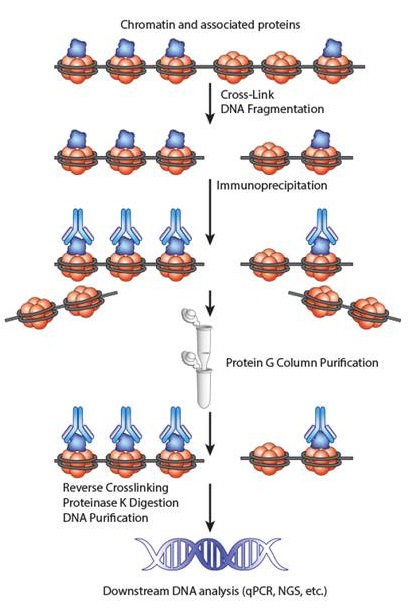 Chromatin and associated proteins
Cross-Link
DNA Fragmentation
Immunoprecipitation
Protein G Column Purification
Reverse Crosslinking
Proteinase K Digestion
DNA Purification
Downstream DNA analysis (qPCR, NGS, etc.)